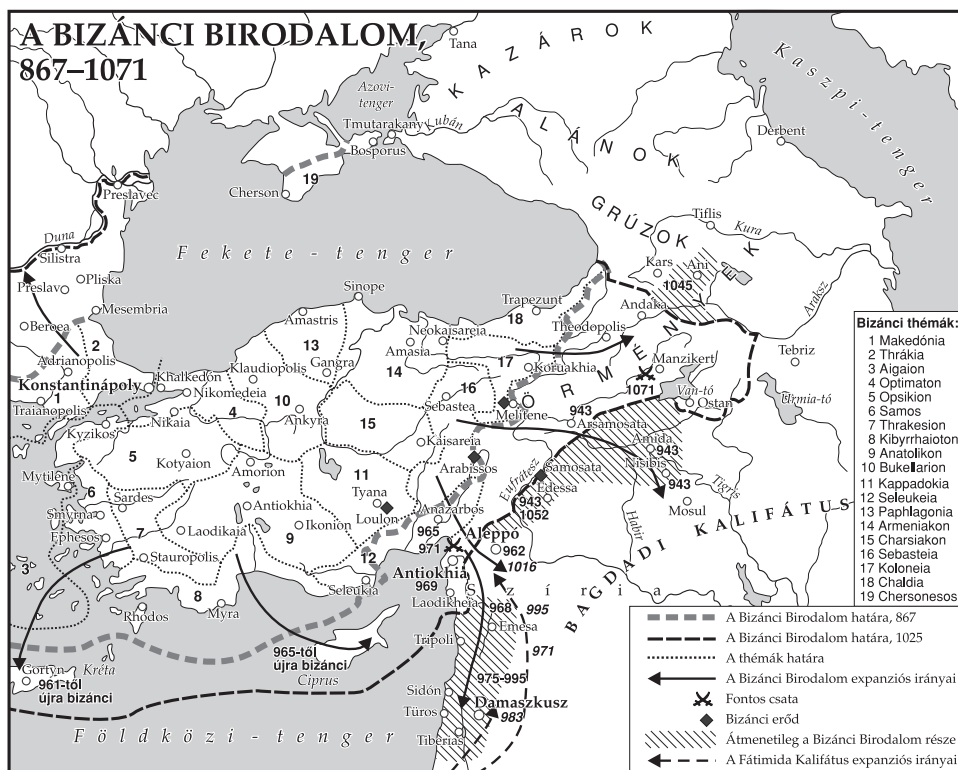 A BIZÁNCI BIRODALOM,
867–1071
Tana
KAZÁROK
Azovi-
tenger
Tmutarakany
Kubán
Bosporus
ALÁNOK
Kaszpi-tenger
Derbent
19
Cherson
Preslavec
GRÚZOK
Tiflis
Kura
Duna
Silistra
Fekete-tenger
Kars
Ani
1045
Pliska
Preslav
Sinope
Mesembria
Trapezunt
Andaka
Araksz
Amastris
Neokaisareia
18
Theodopolis
Beroea
2
13
Amasia
ÖRMÉNYEK
Adrianopolis
Gangra
14
17
Koruakhia
Manzikert
Tebriz
Konstantinápoly
Khalkedón
Klaudiopolis
1071
1
Nikomedeia
10
16
Van-tó
Urmia-tó
Traianopolis
4
Sebastea
Melitene
Ostan
Nikaia
Ankyra
15
943
Kyzikos
Arsamosata
5
Kaisareia
Amida
943
Kotyaion
Amorion
Arabissos
Nisibis
Mytiléné
11
Eufrátesz
Samosata
943
Tigris
6
Sardes
Tyana
943
Edessa
Smyrna
Antiokhia
Loulon
Anazarbos
1052
Mosul
Ephesos
7
Laodikaia
9
Ikonion
965
Habir
Aleppó
971
962
3
Stauropolis
12
1016
Antiokhia
8
Seleukia
969
Szíria
BAGDADI KALIFÁTUS
Rhodos
Myra
Laodikheia
968
995
Emesa
Tripoli
971
965-től
újra bizánci
Gortyn
Kréta
Ciprus
961-től
újra bizánci
975-995
Sidón
Damaszkusz
Türos
983
Tiberias
Földközi-tenger
Bizánci thémák:
1 Makedónia
2 Thrákia
3 Aigaion
4 Optimaton
5 Opsikon
6 Samos
7 Thrakesion
8 Kibyrrhaioton
9 Anatolikon
10 Bukellarion
11 Kappadokia
12 Seleukeia
13 Paphlagonia
14 Armeniakon
15 Charsiakon
16 Sebasteia
17 Koloneia
18 Chaldia
19 Chersonesos
A Bizánci Birodalom határa, 867
A Bizánci Birodalom határa, 1025
A thémák határa
A Bizánci Birodalom expanziós irányai
Fontos csata
Bizánci erőd
Átmenetileg a Bizánci Birodalom része
A Fátimida Kalifátus expanziós irányai